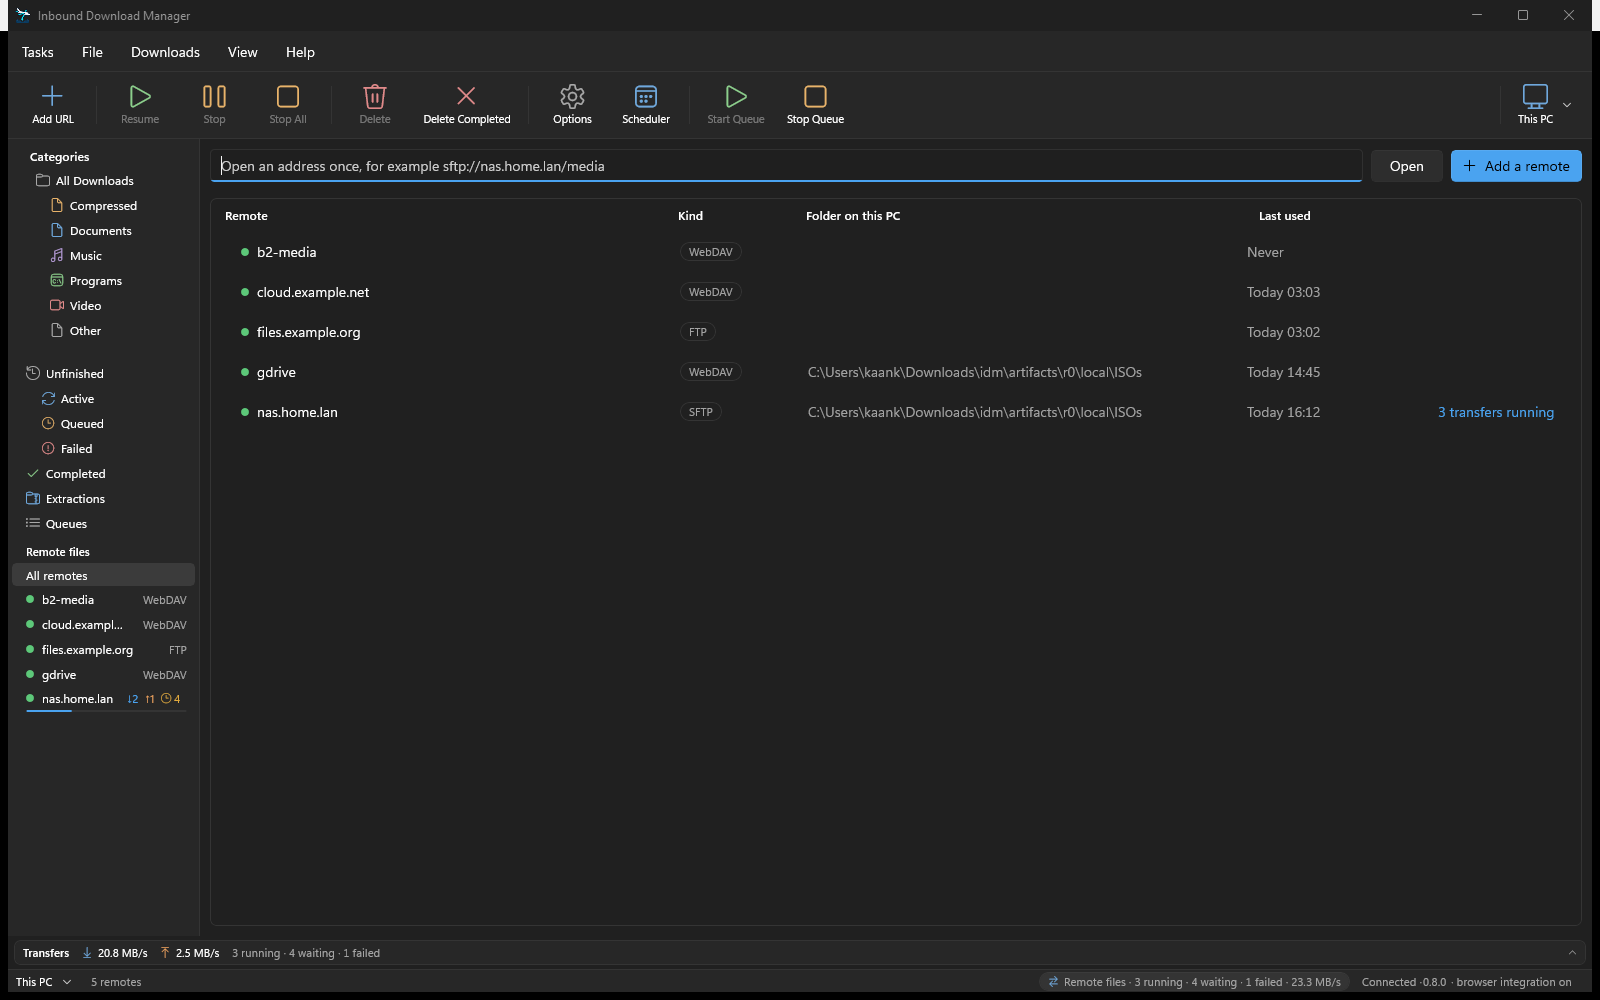 Inbound Download Manager
Tasks File Downloads View Help
Add URL Resume Stop Stop All Delete Delete Completed Options Scheduler Start Queue Stop Queue This PC
Categories
All Downloads
Compressed
Documents
Music
Programs
Video
Other
Unfinished
Active
Queued
Failed
Completed
Extractions
Queues
Remote files
All remotes
b2-media WebDAV
cloud.exampl... WebDAV
files.example.org FTP
gdrive WebDAV
nas.home.lan ↓2 ↑1 4
Open an address once, for example sftp://nas.home.lan/media Open + Add a remote
Remote Kind Folder on this PC Last used
b2-media WebDAV Never
cloud.example.net WebDAV Today 03:03
files.example.org FTP Today 03:02
gdrive WebDAV C:\Users\kaank\Downloads\idm\artifacts\r0\local\ISOs Today 14:45
nas.home.lan SFTP C:\Users\kaank\Downloads\idm\artifacts\r0\local\ISOs Today 16:12 3 transfers running
Transfers 20.8 MB/s 2.5 MB/s 3 running · 4 waiting · 1 failed
This PC 5 remotes Remote files · 3 running · 4 waiting · 1 failed · 23.3 MB/s Connected ·0.8.0 · browser integration on